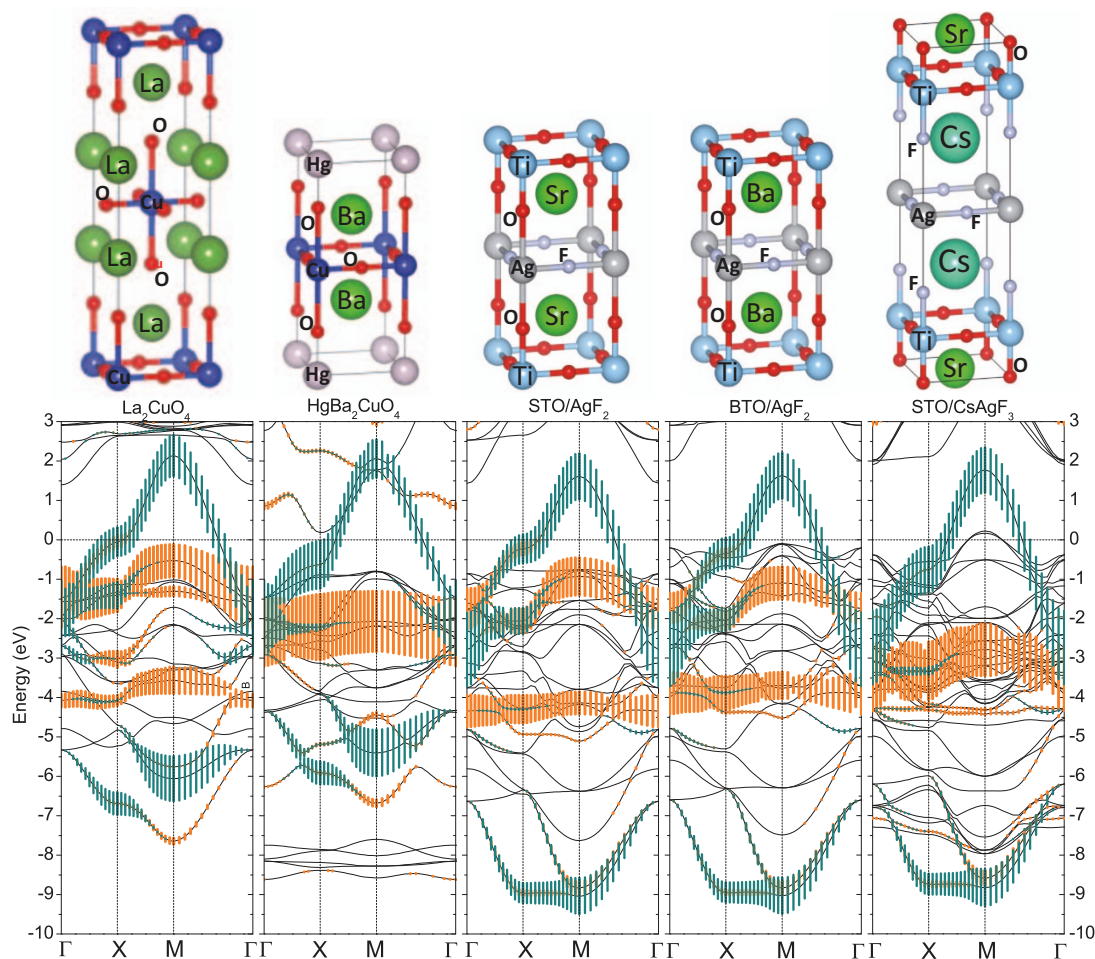 La
O
La
O
Cu
La
O
La
Cu
Hg
O
Ba
O
Cu
Ba
O
Hg
Ti
Sr
O
F
Ag
Sr
O
Ti
Ti
Ba
O
F
Ag
Ba
O
Ti
Sr
O
Ti
Cs
F
Ag
F
Cs
F
Ti
Sr
O
La₂CuO₄
HgBa₂CuO₄
STO/AgF₂
BTO/AgF₂
STO/CsAgF₃
Energy (eV)
3
2
1
0
-1
-2
-3
-4
-5
-6
-7
-8
-9
-10
B
3
2
1
0
-1
-2
-3
-4
-5
-6
-7
-8
-9
-10
Γ X M Γ X M Γ X M Γ X M Γ X M Γ